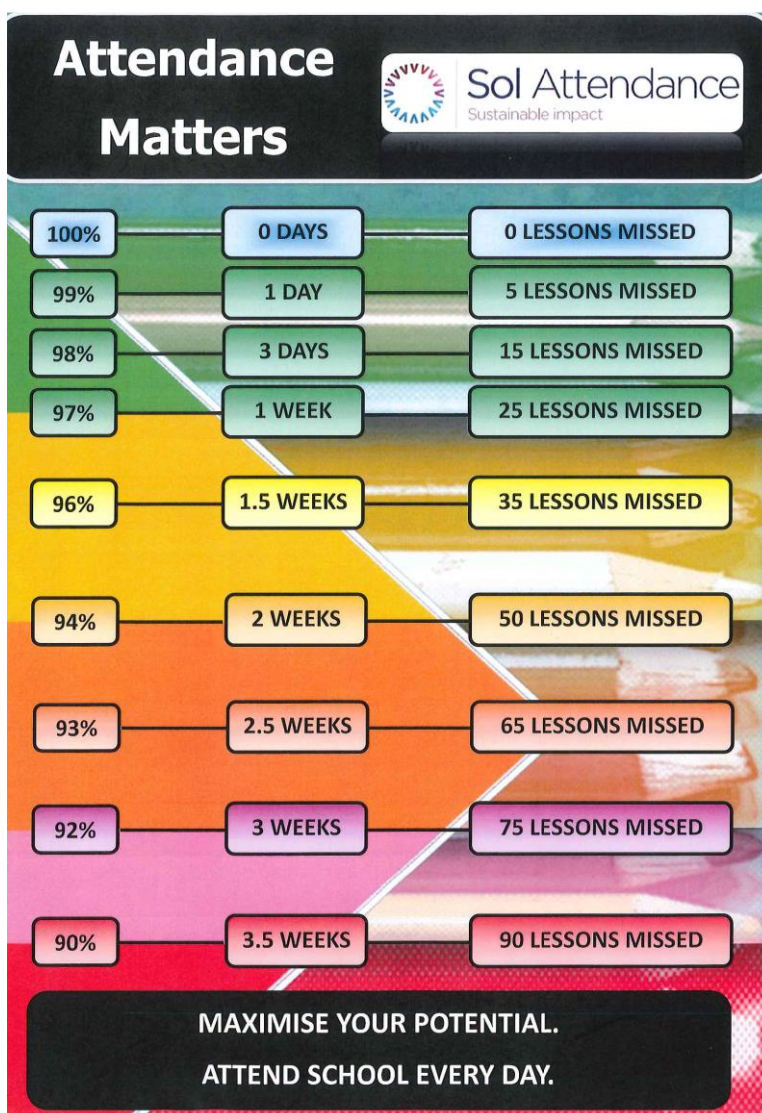 Attendance
Matters
Sol Attendance
Sustainable impact
100% 0 DAYS 0 LESSONS MISSED
99% 1 DAY 5 LESSONS MISSED
98% 3 DAYS 15 LESSONS MISSED
97% 1 WEEK 25 LESSONS MISSED
96% 1.5 WEEKS 35 LESSONS MISSED
94% 2 WEEKS 50 LESSONS MISSED
93% 2.5 WEEKS 65 LESSONS MISSED
92% 3 WEEKS 75 LESSONS MISSED
90% 3.5 WEEKS 90 LESSONS MISSED
MAXIMISE YOUR POTENTIAL.
ATTEND SCHOOL EVERY DAY.